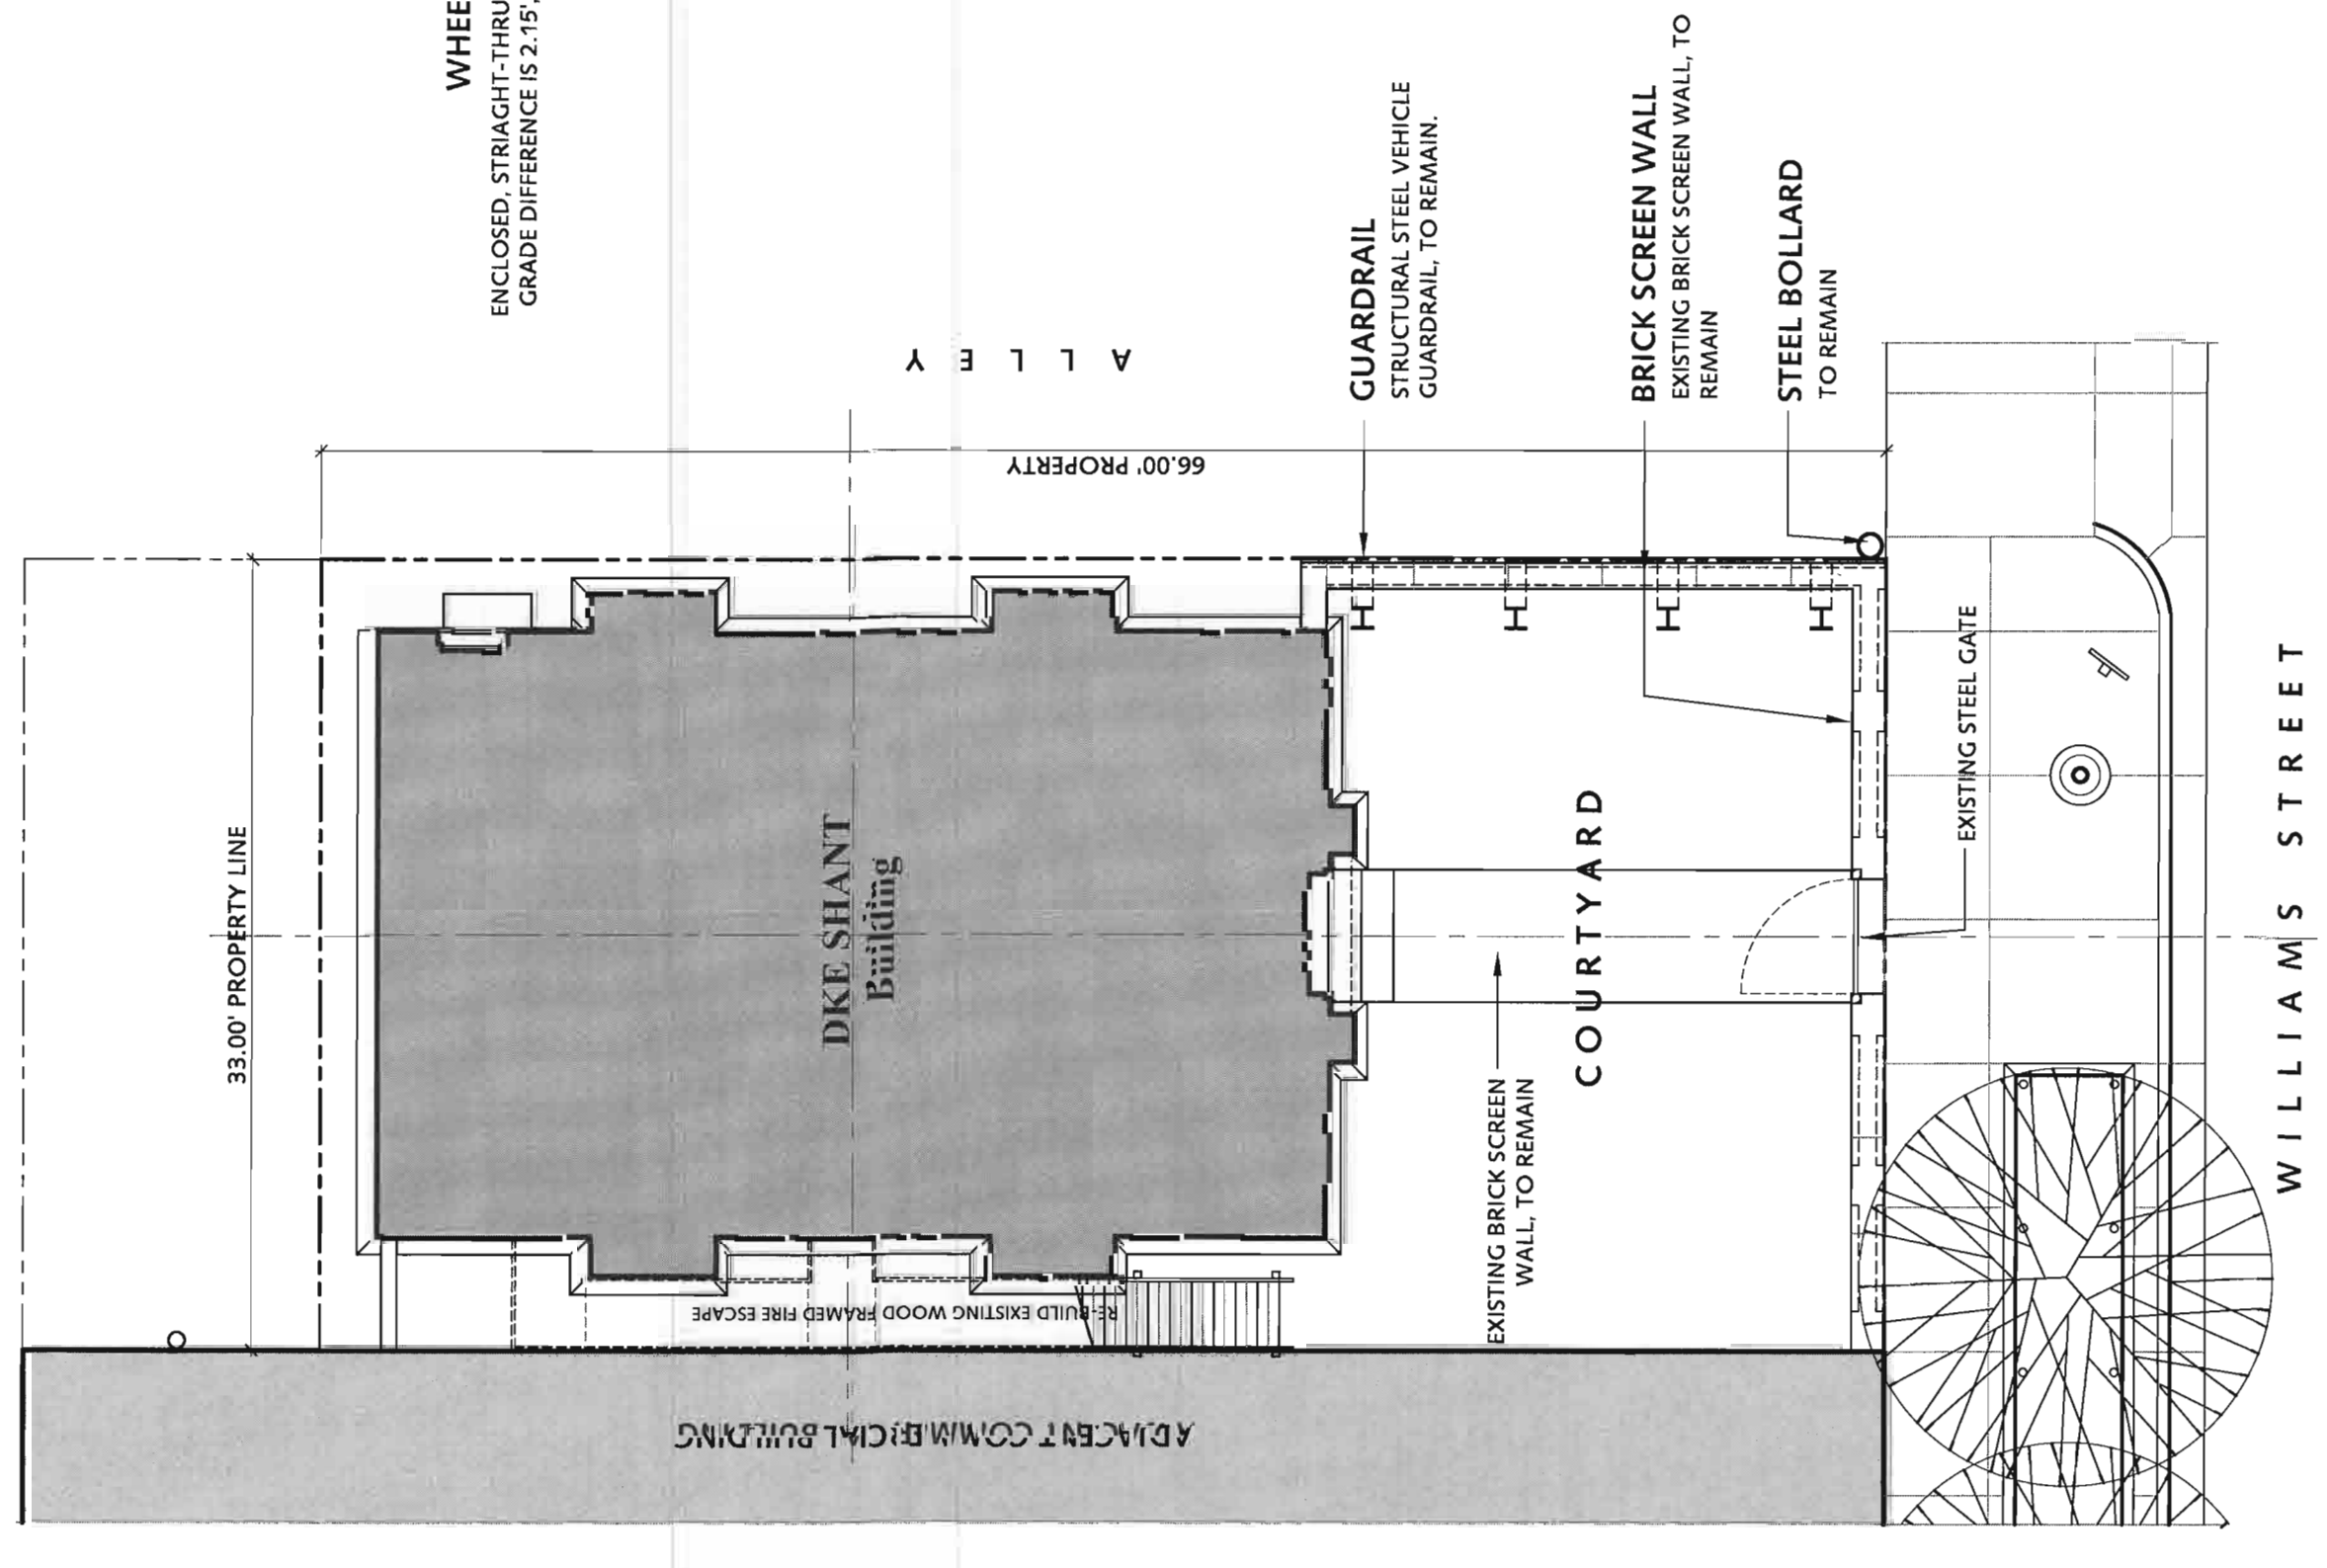 WHEE
ENCLOSED, STRIAGHT-THRU
GRADE DIFFERENCE IS 2.15',
ALLEY
66.00' PROPERTY
GUARDRAIL
STRUCTURAL STEEL VEHICLE
GUARDRAIL, TO REMAIN.
BRICK SCREEN WALL
EXISTING BRICK SCREEN WALL, TO
REMAIN
STEEL BOLLARD
TO REMAIN
33.00' PROPERTY LINE
DKE SHANT
Building
COURTYARD
EXISTING STEEL GATE
WILLIAMS STREET
EXISTING BRICK SCREEN
WALL, TO REMAIN
RE-BUILD EXISTING WOOD FRAMED FIRE ESCAPE
ADJACENT COMMERCIAL BUILDING